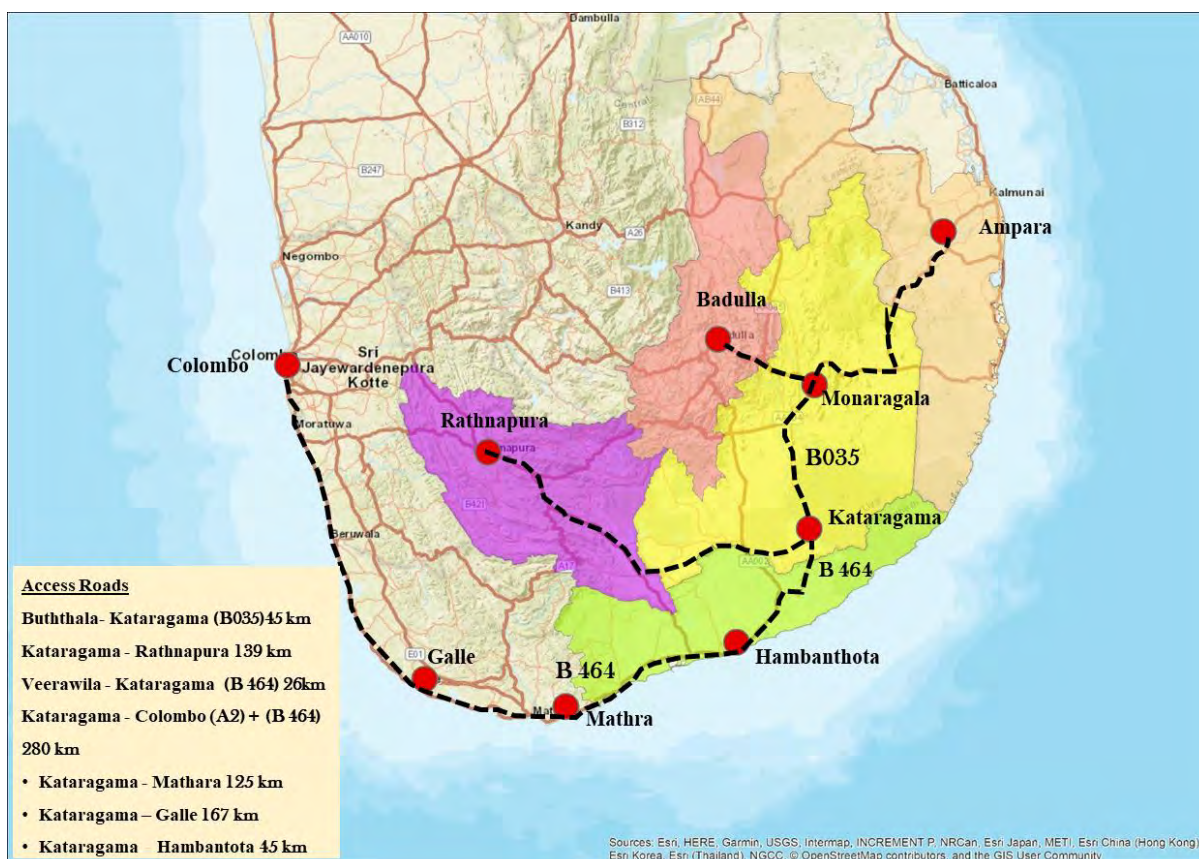 Dambulla
AA010
Batticaloa
AB44
Central
B312
B247
Kalmunai
Kandy
A26
Ampara
Negombo
B413
Badulla
Colombo
Sri
Jayewardenepura
Kotte
Monaragala
Moratuwa
Rathnapura
B035
B421
Kataragama
Beruwala
AA002
B 464
A17
Access Roads
Buththala- Kataragama (B035)45 km
Kataragama - Rathnapura 139 km
Veerawila - Kataragama (B 464) 26km
Kataragama - Colombo (A2) + (B 464)
280 km
• Kataragama - Mathara 125 km
• Kataragama – Galle 167 km
• Kataragama Hambantota 45 km
E01
Galle
B 464
Hambanthota
Mathra
Sources: Esri, HERE, Garmin, USGS, Intermap, INCREMENT P, NRCan, Esri Japan, METI, Esri China (Hong Kong)
Esri Korea, Esri (Thailand), NGCC, © OpenStreetMap contributors, and the GIS User Community